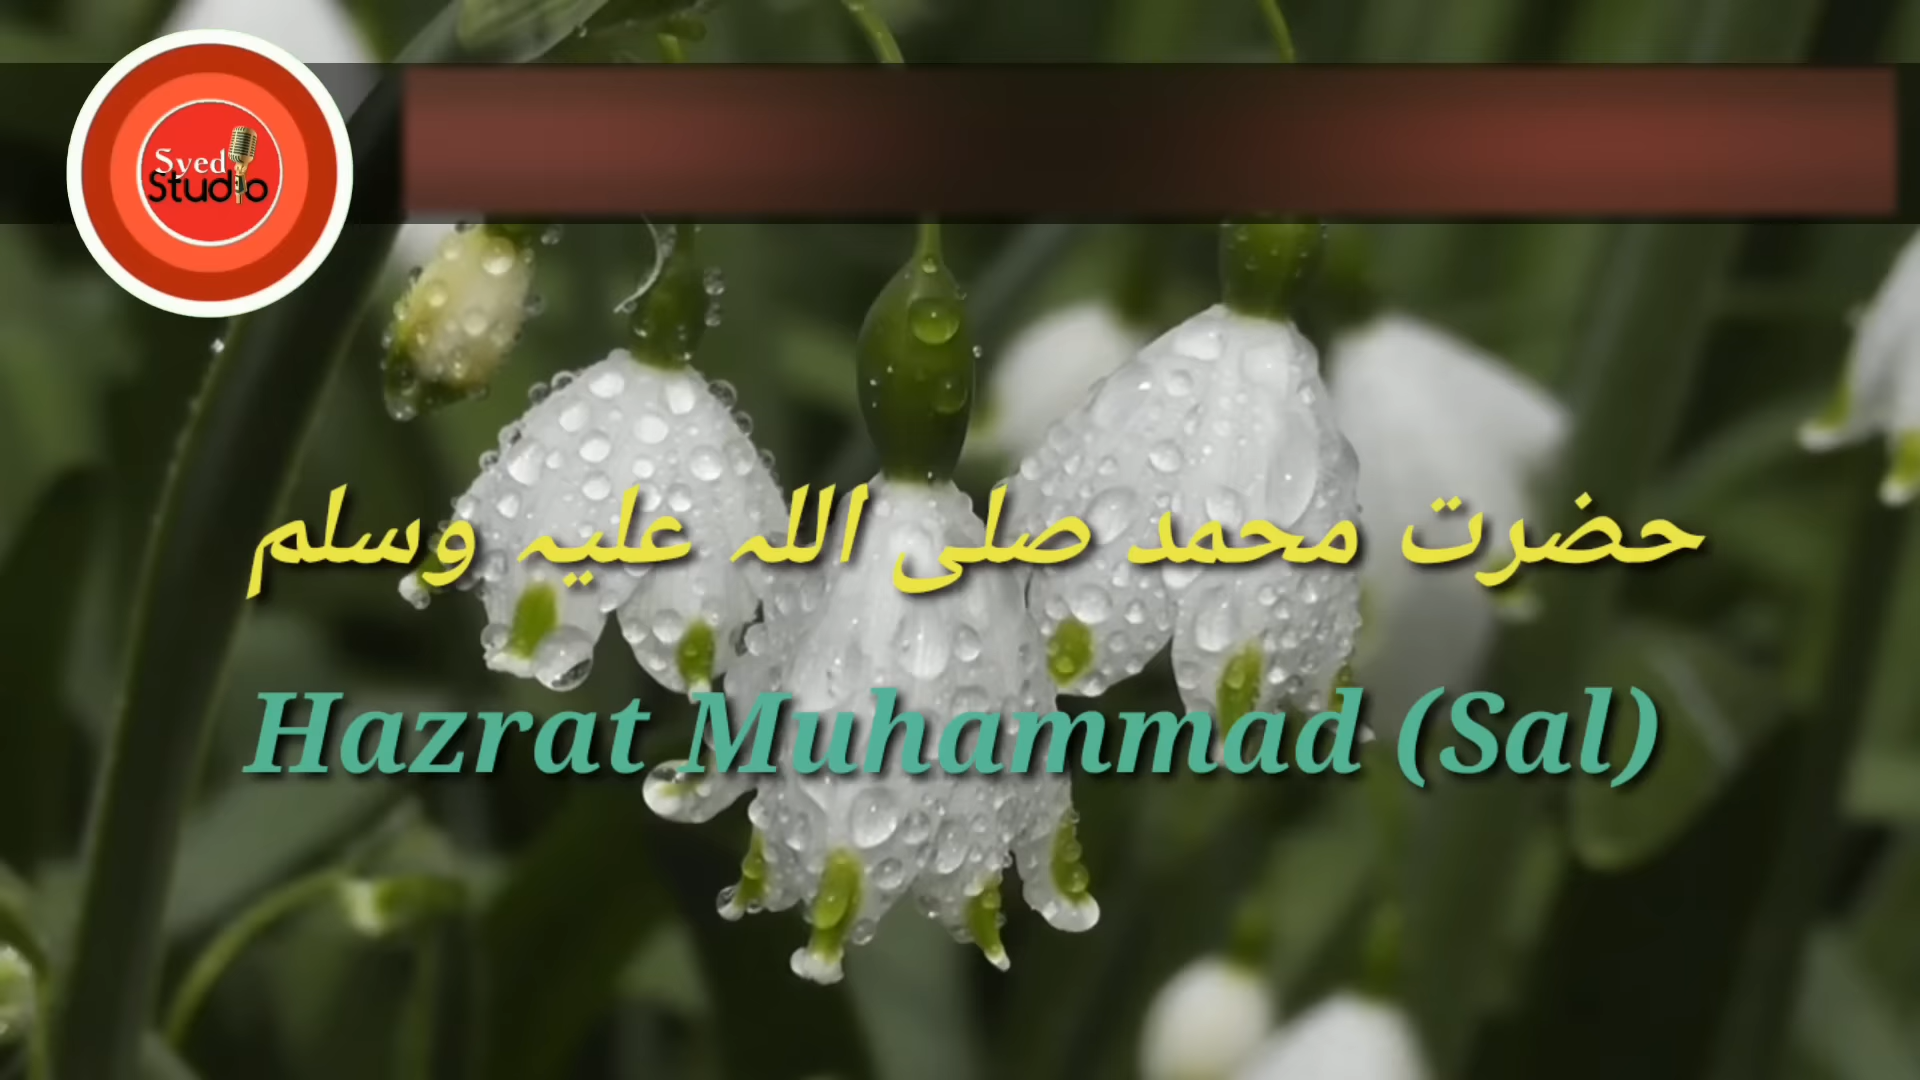 Syed
Studio
حضرت محمد صلی اللہ علیہ وسلم
Hazrat Muhammad (Sal)